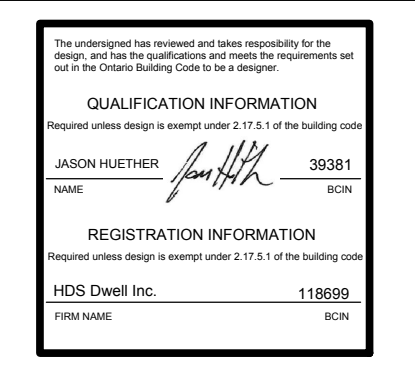 The undersigned has reviewed and takes resposibility for the
design, and has the qualifications and meets the requirements set
out in the Ontario Building Code to be a designer.
QUALIFICATION INFORMATION
Required unless design is exempt under 2.17.5.1 of the building code
JASON HUETHER 39381
NAME BCIN
REGISTRATION INFORMATION
Required unless design is exempt under 2.17.5.1 of the building code
HDS Dwell Inc. 118699
FIRM NAME BCIN